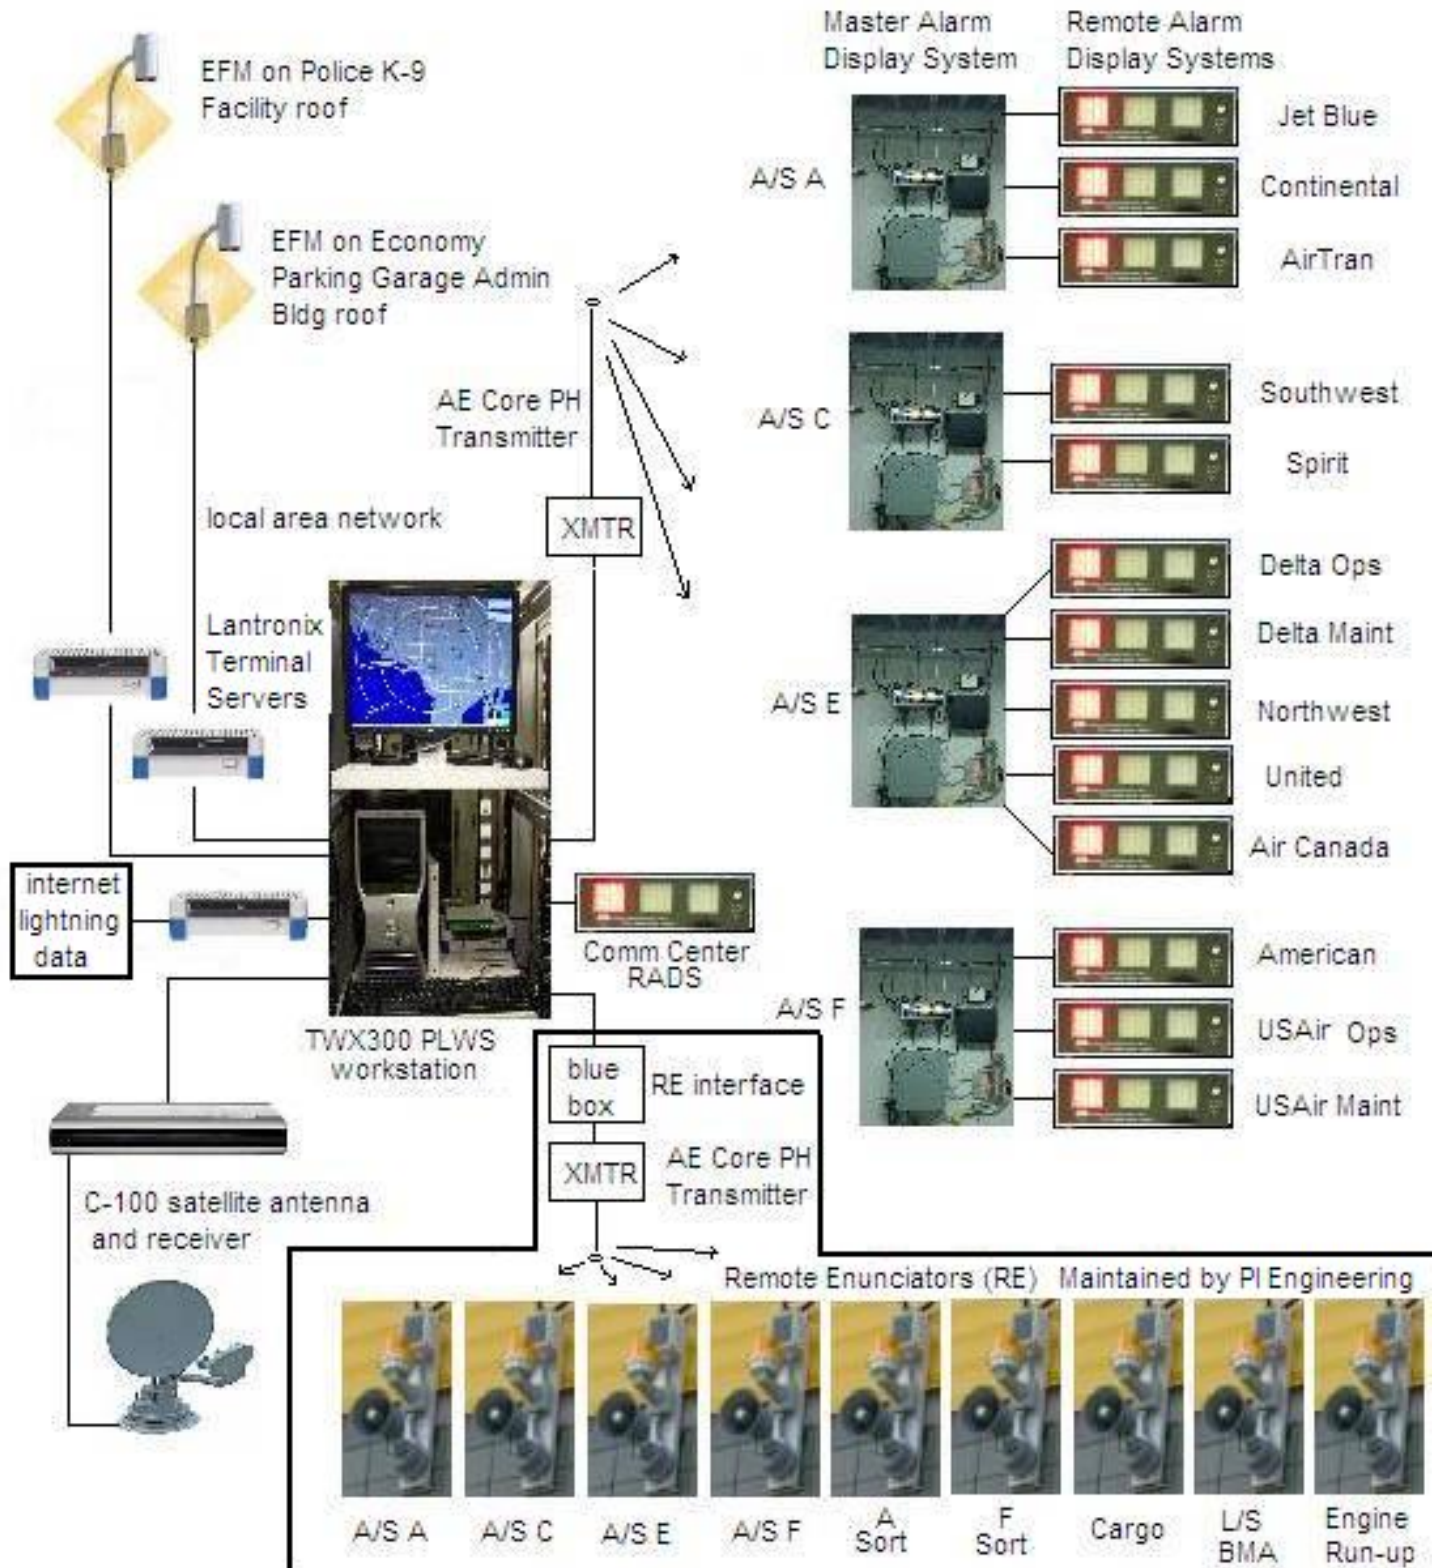 Master Alarm
Display System
Remote Alarm
Display Systems
EFM on Police K-9
Facility roof
EFM on Economy
Parking Garage Admin
Bldg roof
AE Core PH
Transmitter
XMTR
local area network
Lantronix
Terminal
Servers
internet
lightning
data
TWX300 PLWS
workstation
Comm Center
RADS
C-100 satellite antenna
and receiver
A/S A
Jet Blue
Continental
AirTran
A/S C
Southwest
Spirit
A/S E
Delta Ops
Delta Maint
Northwest
United
Air Canada
A/S F
American
USAir Ops
USAir Maint
blue
box
RE interface
XMTR
AE Core PH
Transmitter
Remote Enunciators (RE) Maintained by PI Engineering
A/S A
A/S C
A/S E
A/S F
A
Sort
F
Sort
Cargo
L/S
BMA
Engine
Run-up